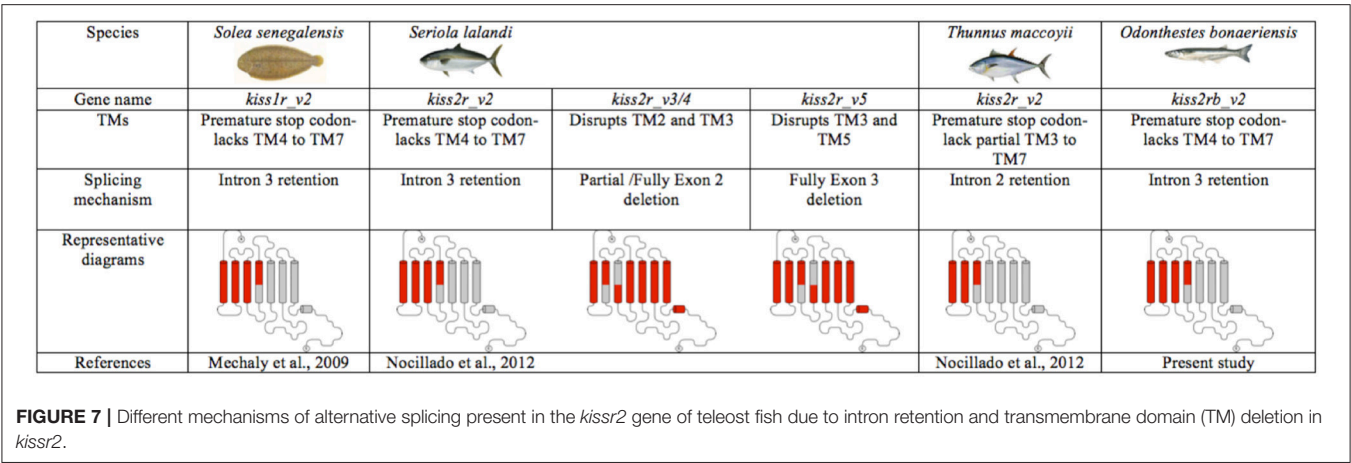 Species Solea senegalensis Seriola lalandi Thunnus maccoyii Odonthestes bonaeriensis
Gene name kiss1r_v2 kiss2r_v2 kiss2r_v3/4 kiss2r_v5 kiss2r_v2 kiss2rb_v2
TMs Premature stop codon- Premature stop codon- Disrupts TM2 and TM3 Disrupts TM3 and Premature stop codon- Premature stop codon-
lacks TM4 to TM7 lacks TM4 to TM7 TM5 lack partial TM3 to lacks TM4 to TM7
TM7
Splicing Intron 3 retention Intron 3 retention Partial /Fully Exon 2 Fully Exon 3 Intron 2 retention Intron 3 retention
mechanism deletion deletion
Representative
diagrams
References Mechaly et al., 2009 Nocillado et al., 2012 Nocillado et al., 2012 Present study
FIGURE 7 | Different mechanisms of alternative splicing present in the kissr2 gene of teleost fish due to intron retention and transmembrane domain (TM) deletion in
kissr2.